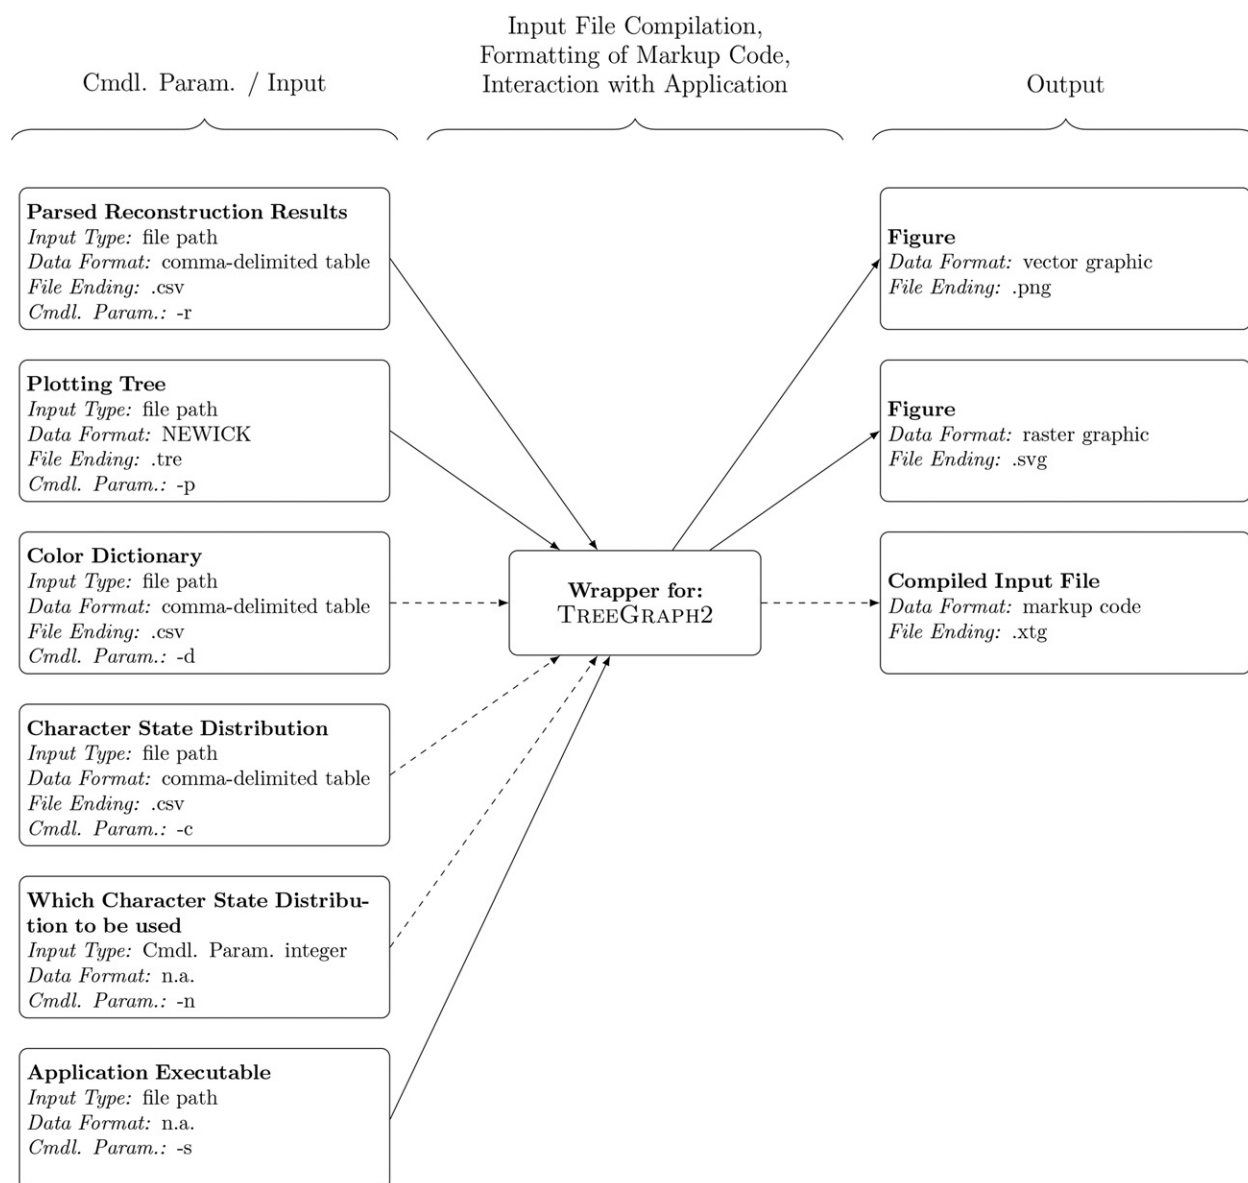 Cmdl. Param. / Input
Input File Compilation,
Formatting of Markup Code,
Interaction with Application
Output
Parsed Reconstruction Results
Input Type: file path
Data Format: comma-delimited table
File Ending: .csv
Cmdl. Param.: -r
Plotting Tree
Input Type: file path
Data Format: NEWICK
File Ending: .tre
Cmdl. Param.: -p
Color Dictionary
Input Type: file path
Data Format: comma-delimited table
File Ending: .csv
Cmdl. Param.: -d
Character State Distribution
Input Type: file path
Data Format: comma-delimited table
File Ending: .csv
Cmdl. Param.: -c
Which Character State Distribu-
tion to be used
Input Type: Cmdl. Param. integer
Data Format: n.a.
Cmdl. Param.: -n
Application Executable
Input Type: file path
Data Format: n.a.
Cmdl. Param.: -s
Wrapper for:
TREEGRAPH2
Figure
Data Format: vector graphic
File Ending: .png
Figure
Data Format: raster graphic
File Ending: .svg
Compiled Input File
Data Format: markup code
File Ending: .xtg